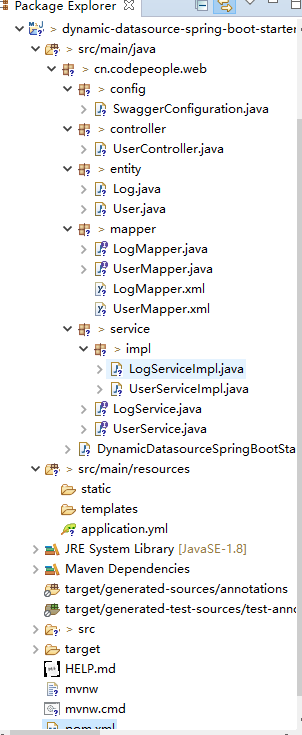 Package Explorer
> dynamic-datasource-spring-boot-starter
> src/main/java
> cn.codepeople.web
> config
SwaggerConfiguration.java
> controller
UserController.java
> entity
Log.java
User.java
> mapper
LogMapper.java
UserMapper.java
LogMapper.xml
UserMapper.xml
> service
> impl
LogServiceImpl.java
UserServiceImpl.java
LogService.java
UserService.java
DynamicDatasourceSpringBootSta
> src/main/resources
static
templates
application.yml
JRE System Library [JavaSE-1.8]
Maven Dependencies
target/generated-sources/annotations
target/generated-test-sources/test-anno
> src
target
HELP.md
mvnw
mvnw.cmd
pom.xml